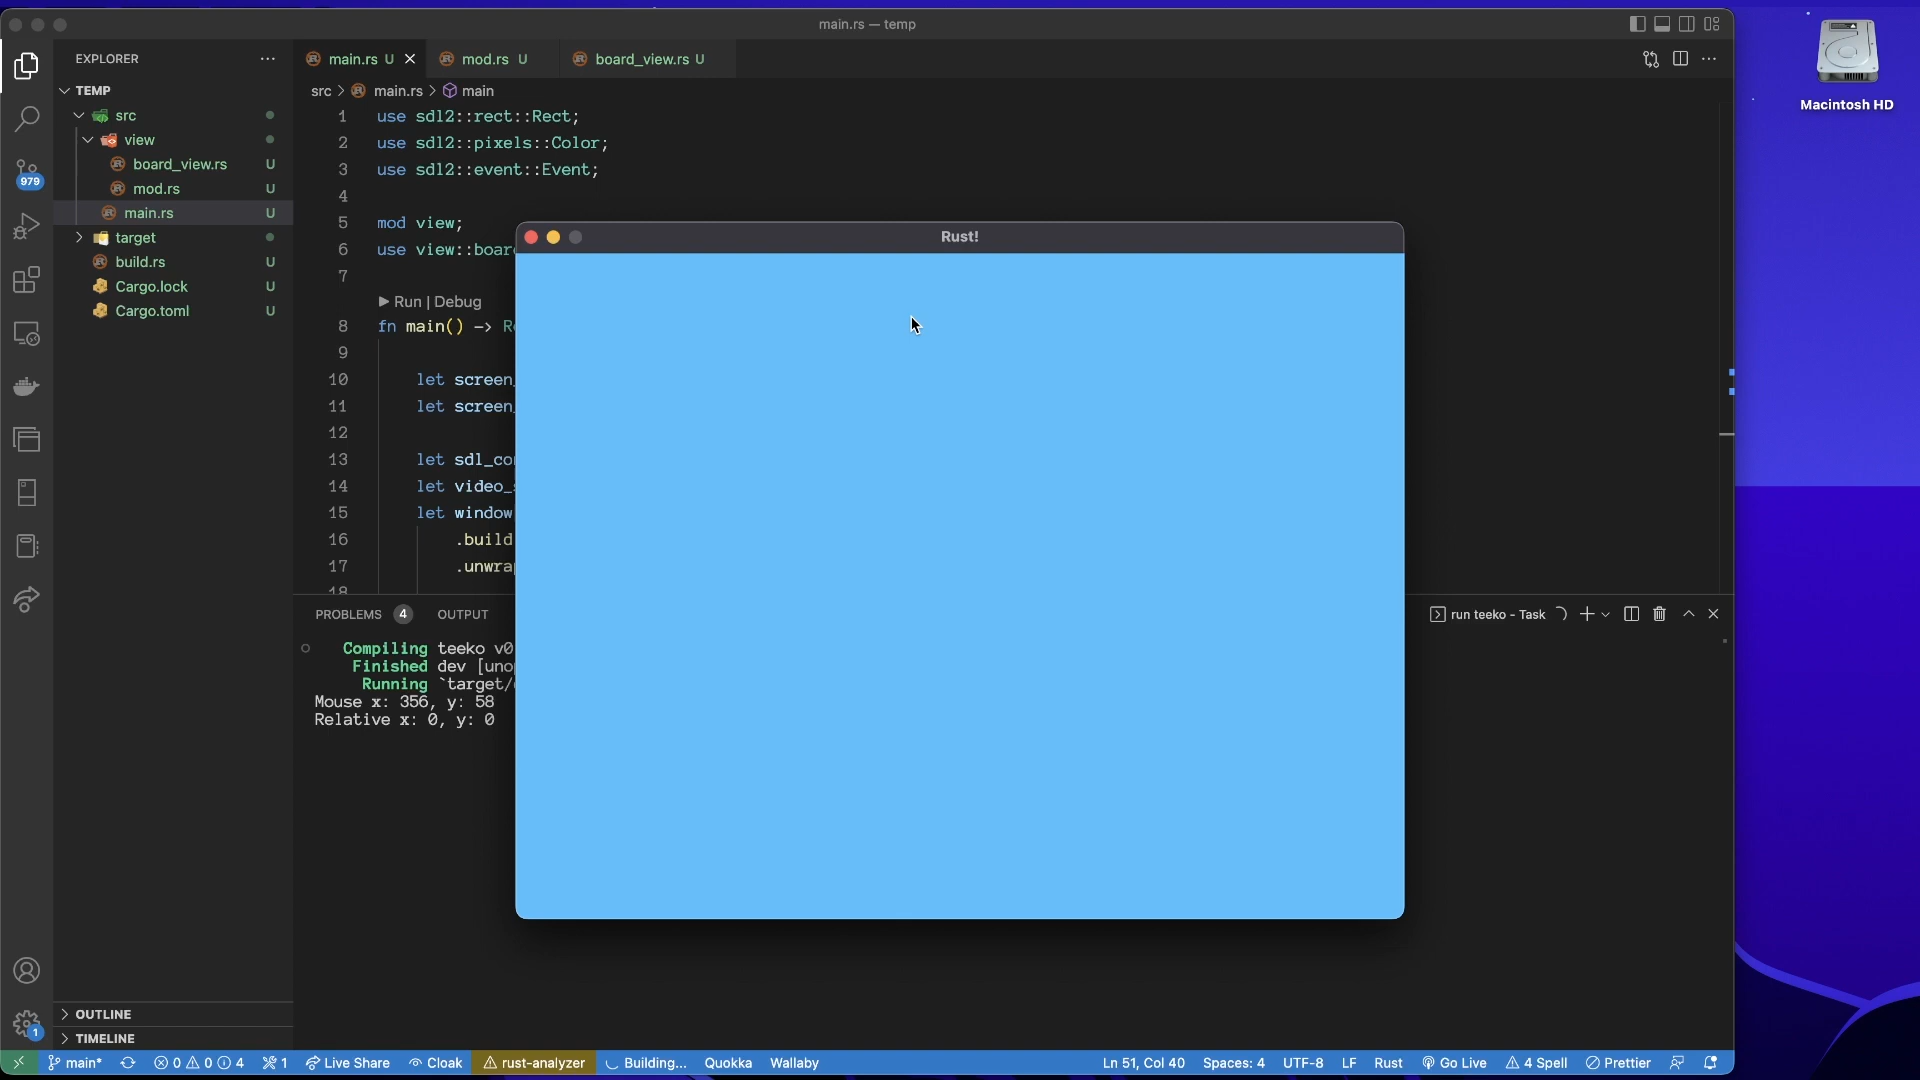 main.rs — temp
Macintosh HD
EXPLORER
TEMP
src
view
board_view.rs U
mod.rs U
main.rs U
target
build.rs U
Cargo.lock U
Cargo.toml U
979
main.rs U
mod.rs U
board_view.rs U
src > main.rs > main
1 use sdl2::rect::Rect;
2 use sdl2::pixels::Color;
3 use sdl2::event::Event;
4
5 mod view;
6 use view::boar
7
Run | Debug
8 fn main() -> R
9
10 let screen_
11 let screen_
12
13 let sdl_co
14 let video_
15 let window
16 .build
17 .unwra
18
Rust!
PROBLEMS 4 OUTPUT
run teeko - Task
Compiling teeko v0
Finished dev [uno
Running `target/
Mouse x: 356, y: 58
Relative x: 0, y: 0
OUTLINE
1
TIMELINE
main* 0 0 4 1 Live Share Cloak rust-analyzer Building... Quokka Wallaby Ln 51, Col 40 Spaces: 4 UTF-8 LF Rust Go Live 4 Spell Prettier